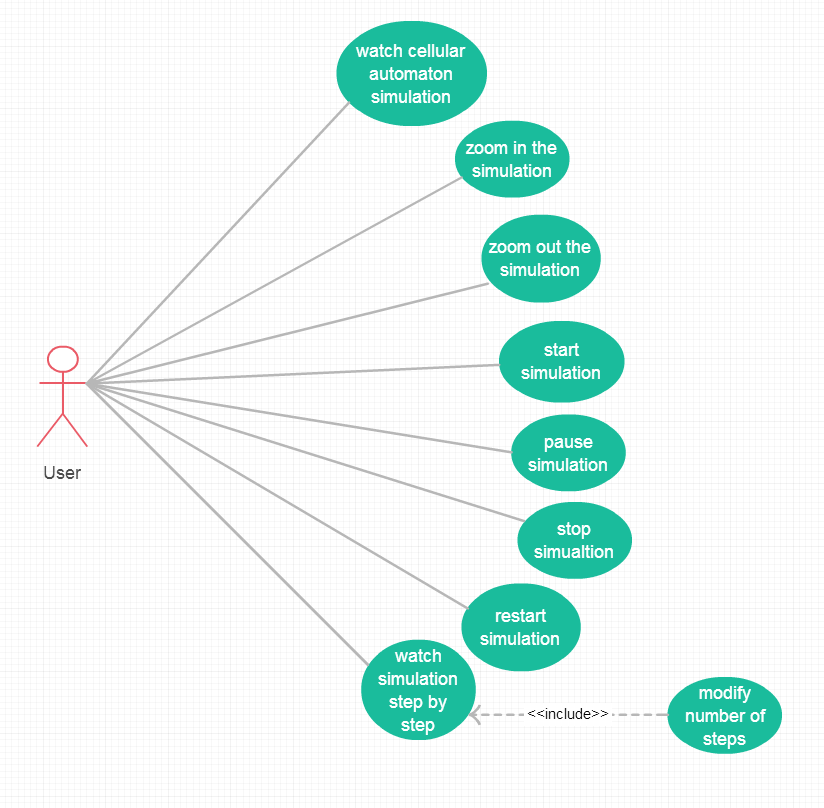 watch cellular
automaton
simulation
zoom in the
simulation
zoom out the
simulation
start
simulation
pause
simulation
User
stop
simualtion
restart
simulation
watch
simulation
step by
step
<<include>>
modify
number of
steps